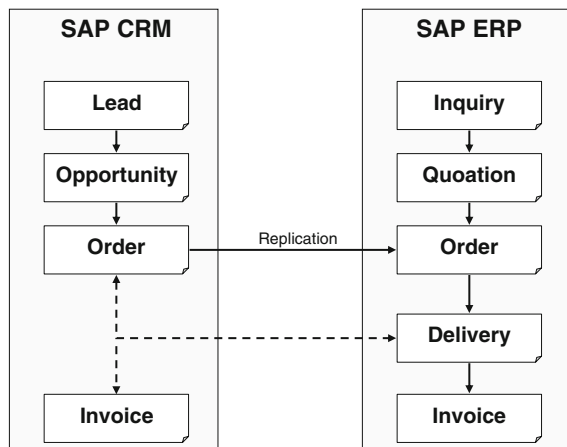 SAP CRM
SAP ERP
Lead
Inquiry
Opportunity
Quoation
Order
Replication
Order
Delivery
Invoice
Invoice